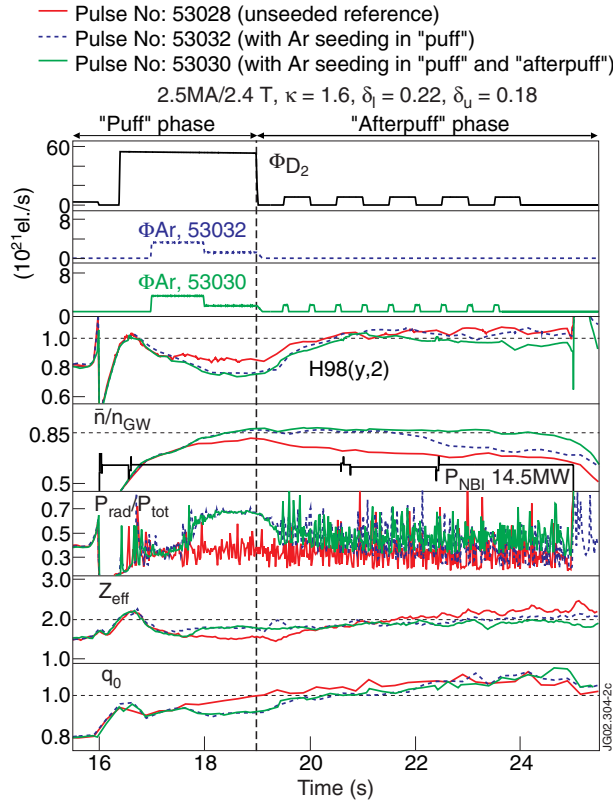 Pulse No: 53028 (unseeded reference)
Pulse No: 53032 (with Ar seeding in "puff")
Pulse No: 53030 (with Ar seeding in "puff" and "afterpuff")
2.5MA/2.4 T, κ = 1.6, δl = 0.22, δu = 0.18
"Puff" phase "Afterpuff" phase
60
ΦD2
0
8
ΦAr, 53032
4
0
8
ΦAr, 53030
0
(10²¹el./s)
1.0
0.8
H98(y,2)
0.6
n̄/nGW
0.85
PNBI 14.5MW
0.5
0.7
Prad/Ptot
0.5
0.3
3.0
Zeff
2.0
1.0
q0
1.0
0.8
16 18 20 22 24
Time (s)
JG02.304-2c